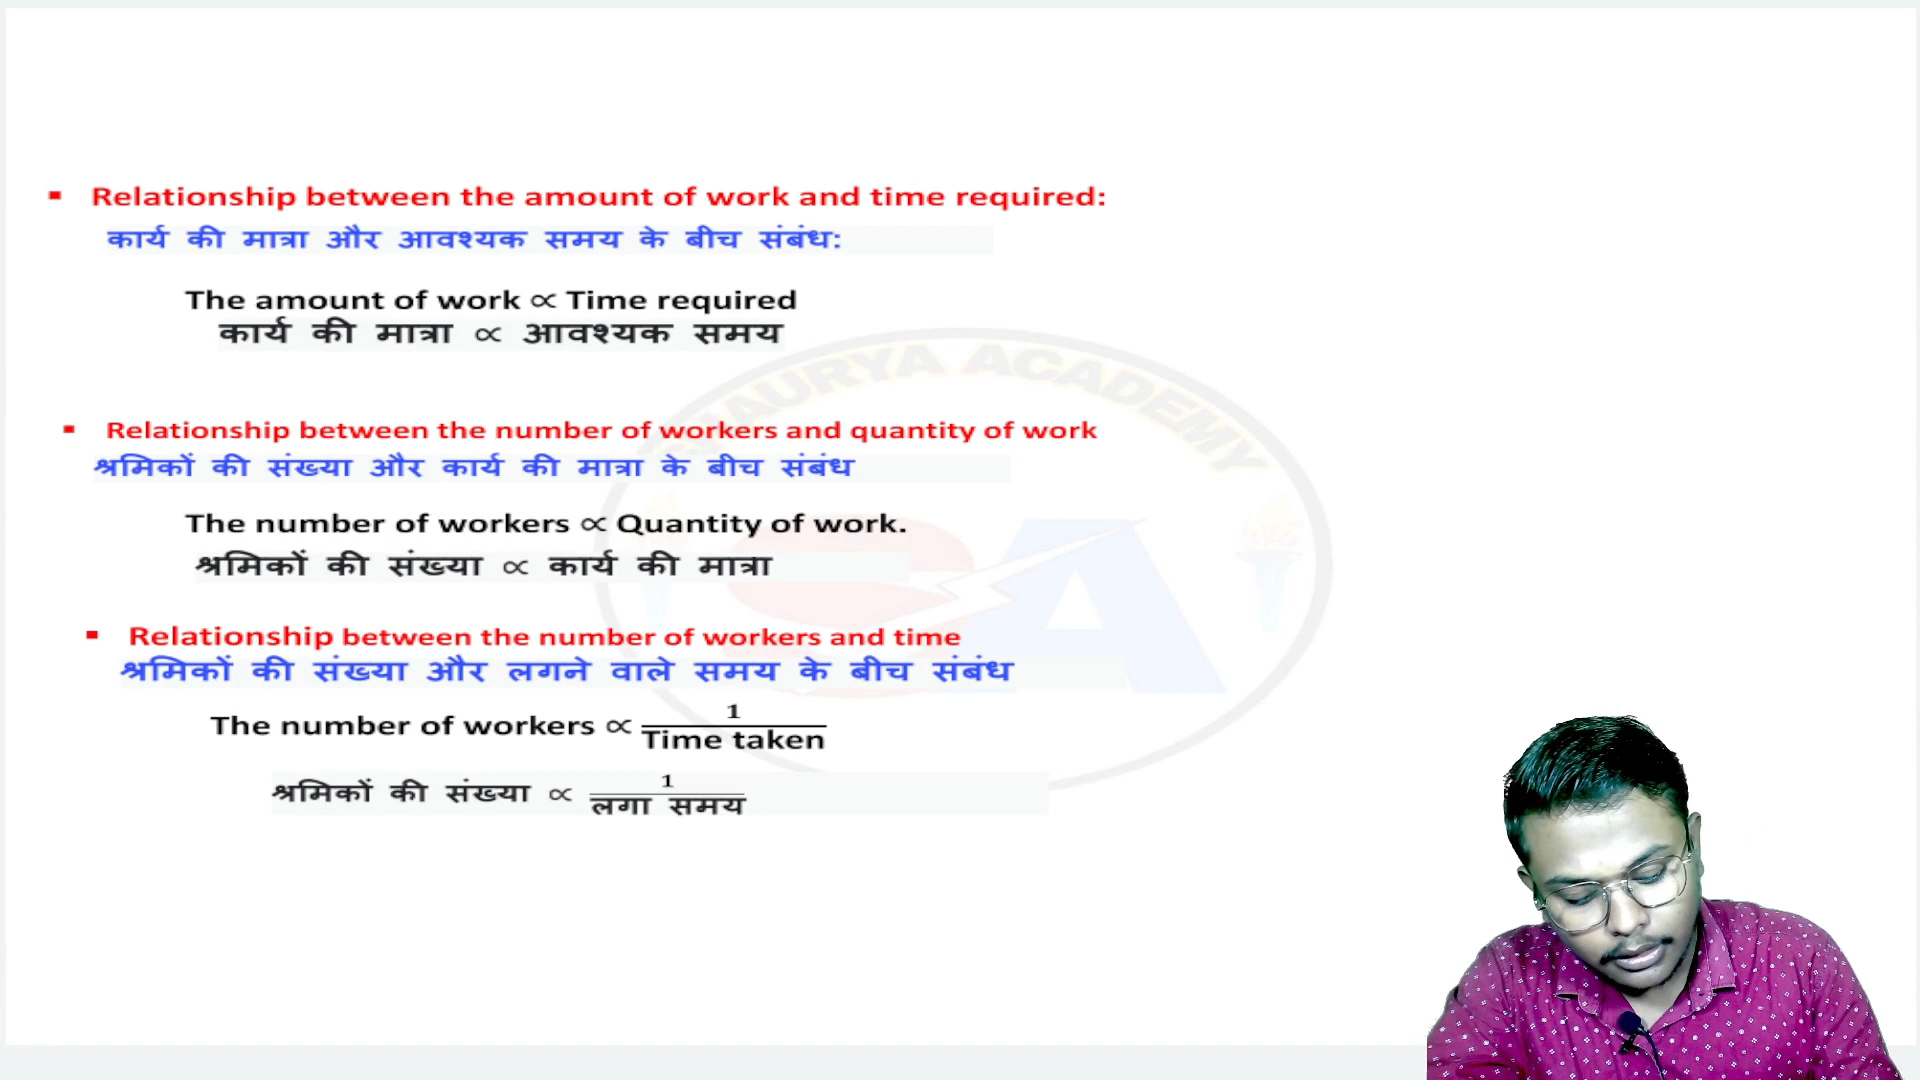 ▪ Relationship between the amount of work and time required:
कार्य की मात्रा और आवश्यक समय के बीच संबंध:
The amount of work ∝ Time required
कार्य की मात्रा ∝ आवश्यक समय
▪ Relationship between the number of workers and quantity of work
श्रमिकों की संख्या और कार्य की मात्रा के बीच संबंध
The number of workers ∝ Quantity of work.
श्रमिकों की संख्या ∝ कार्य की मात्रा
▪ Relationship between the number of workers and time
श्रमिकों की संख्या और लगने वाले समय के बीच संबंध
The number of workers ∝ 1/Time taken
श्रमिकों की संख्या ∝ 1/लगा समय
ACADEMY
SA